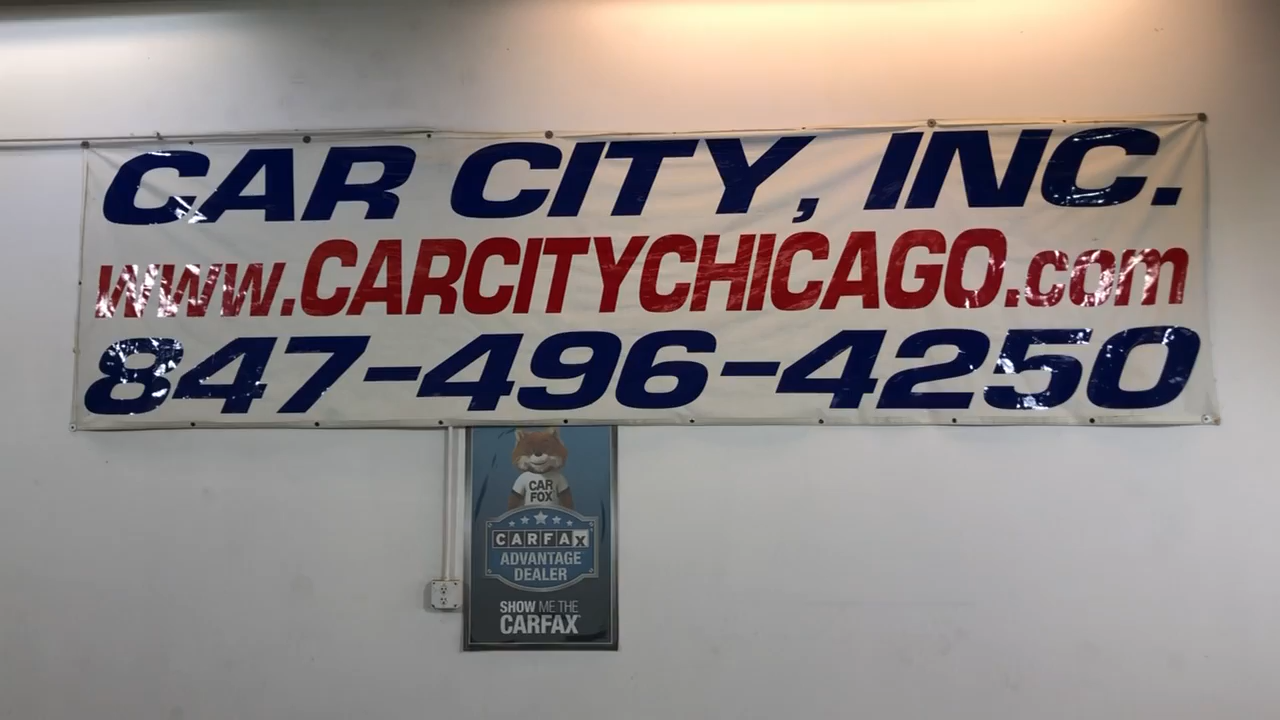 CAR CITY, INC.
www.CARCITYCHICAGO.com
847-496-4250
CAR
FOX
CARFAX
ADVANTAGE
DEALER
SHOW ME THE
CARFAX